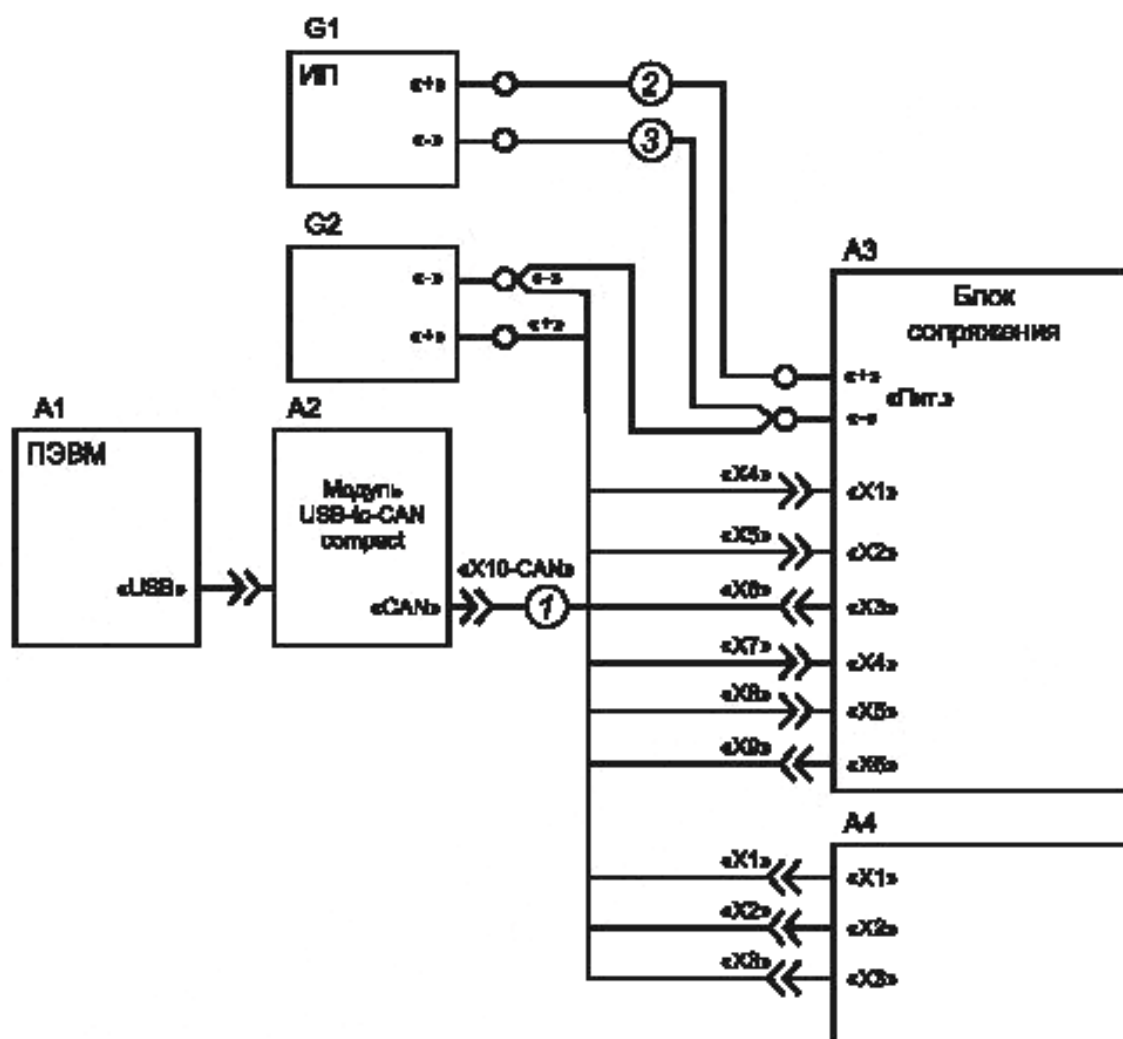 G1
ИП
«+»
2
«-»
3
G2
«-»
«-»
«+»
«+»
A3
Блок
сопряжения
«+»
«Пит.»
«-»
A1
ПЭВМ
«USB»
A2
Модуль
USB-to-CAN
compact
«CAN»
«X10-CAN»
1
«X4»
«X1»
«X5»
«X2»
«X6»
«X3»
«X7»
«X4»
«X8»
«X5»
«X9»
«X6»
A4
«X1»
«X1»
«X2»
«X2»
«X3»
«X3»